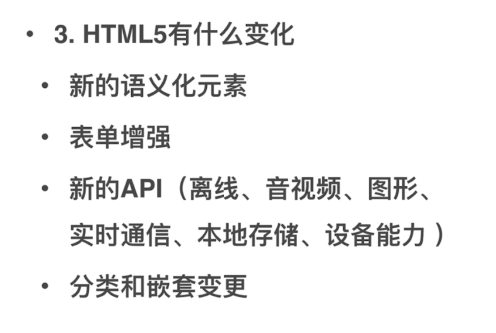 • 3. HTML5有什么变化
• 新的语义化元素
• 表单增强
• 新的API（离线、音视频、图形、
实时通信、本地存储、设备能力 ）
• 分类和嵌套变更